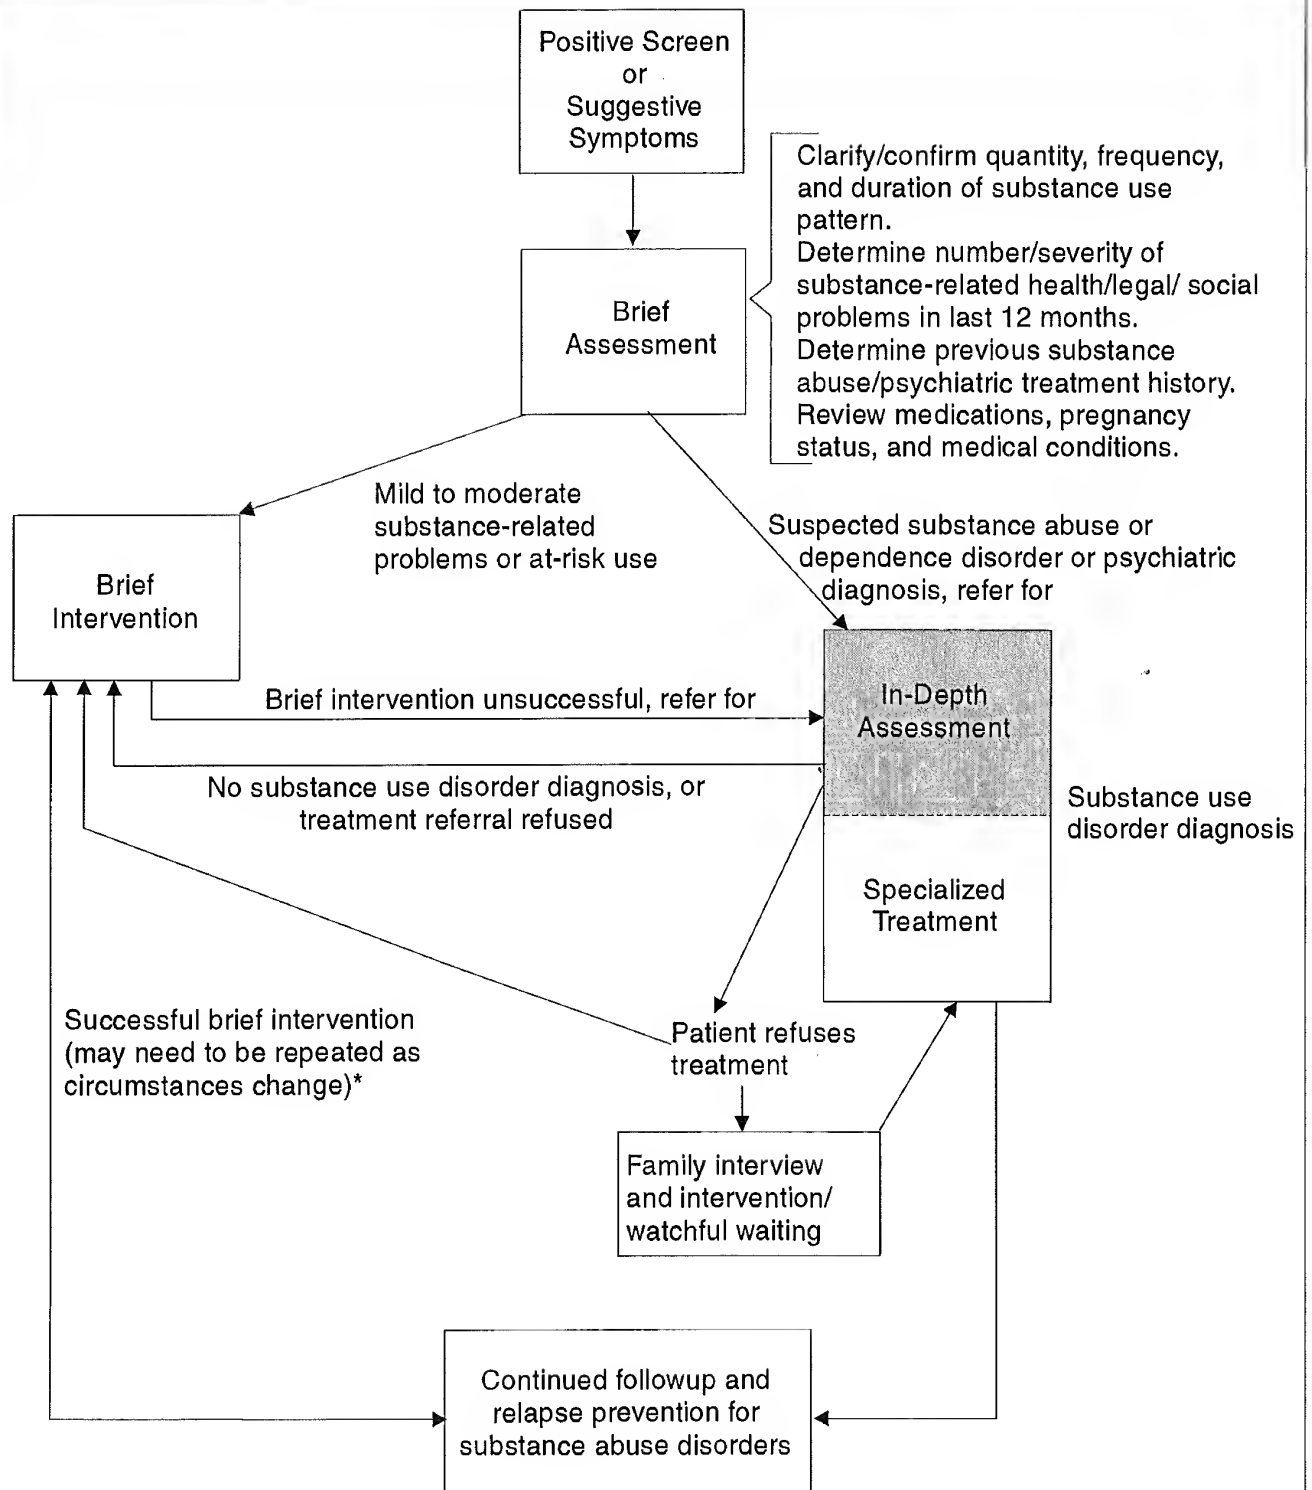 Positive Screen
or
Suggestive
Symptoms
Clarify/confirm quantity, frequency,
and duration of substance use
pattern.
Determine number/severity of
substance-related health/legal/ social
problems in last 12 months.
Determine previous substance
abuse/psychiatric treatment history.
Review medications, pregnancy
status, and medical conditions.
Brief
Assessment
Mild to moderate
substance-related
problems or at-risk use
Suspected substance abuse or
dependence disorder or psychiatric
diagnosis, refer for
Brief
Intervention
Brief intervention unsuccessful, refer for
In-Depth
Assessment
No substance use disorder diagnosis, or
treatment referral refused
Substance use
disorder diagnosis
Specialized
Treatment
Successful brief intervention
(may need to be repeated as
circumstances change)*
Patient refuses
treatment
Family interview
and intervention/
watchful waiting
Continued followup and
relapse prevention for
substance abuse disorders